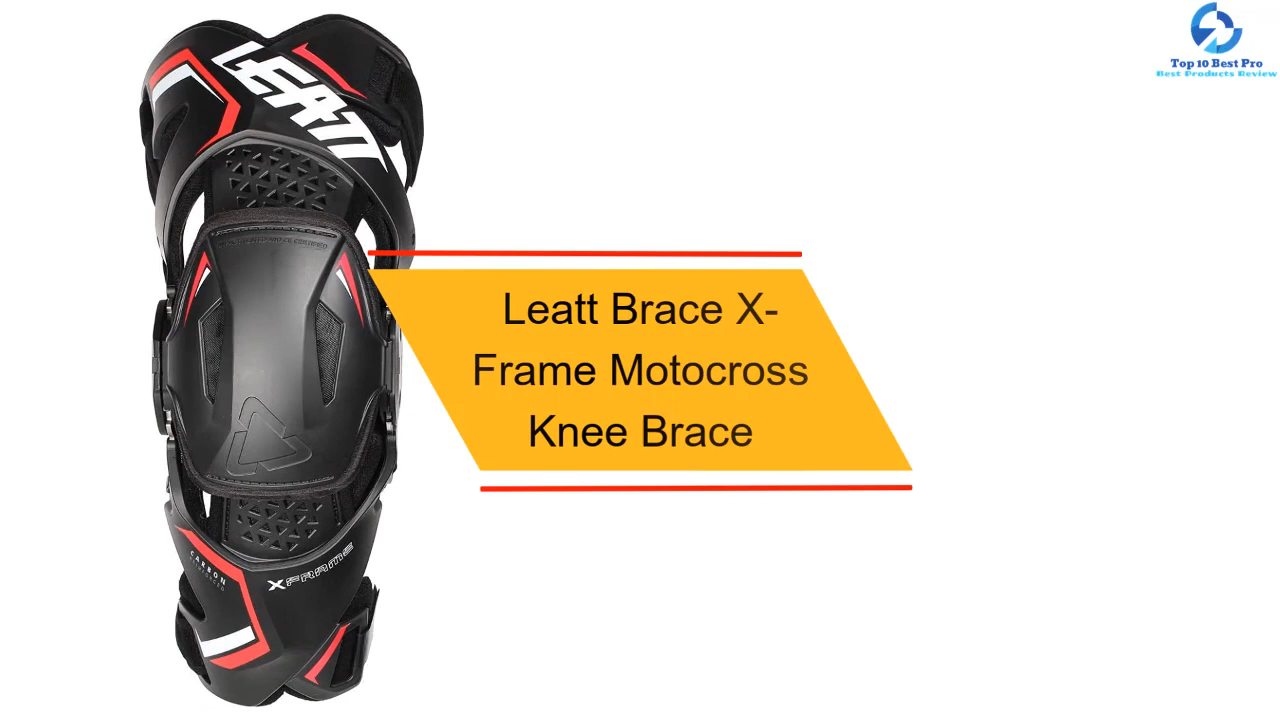 Top 10 Best Pro
Best Products Review
LEATT
Leatt Brace X-
Frame Motocross
Knee Brace
CARBON
XFRAME